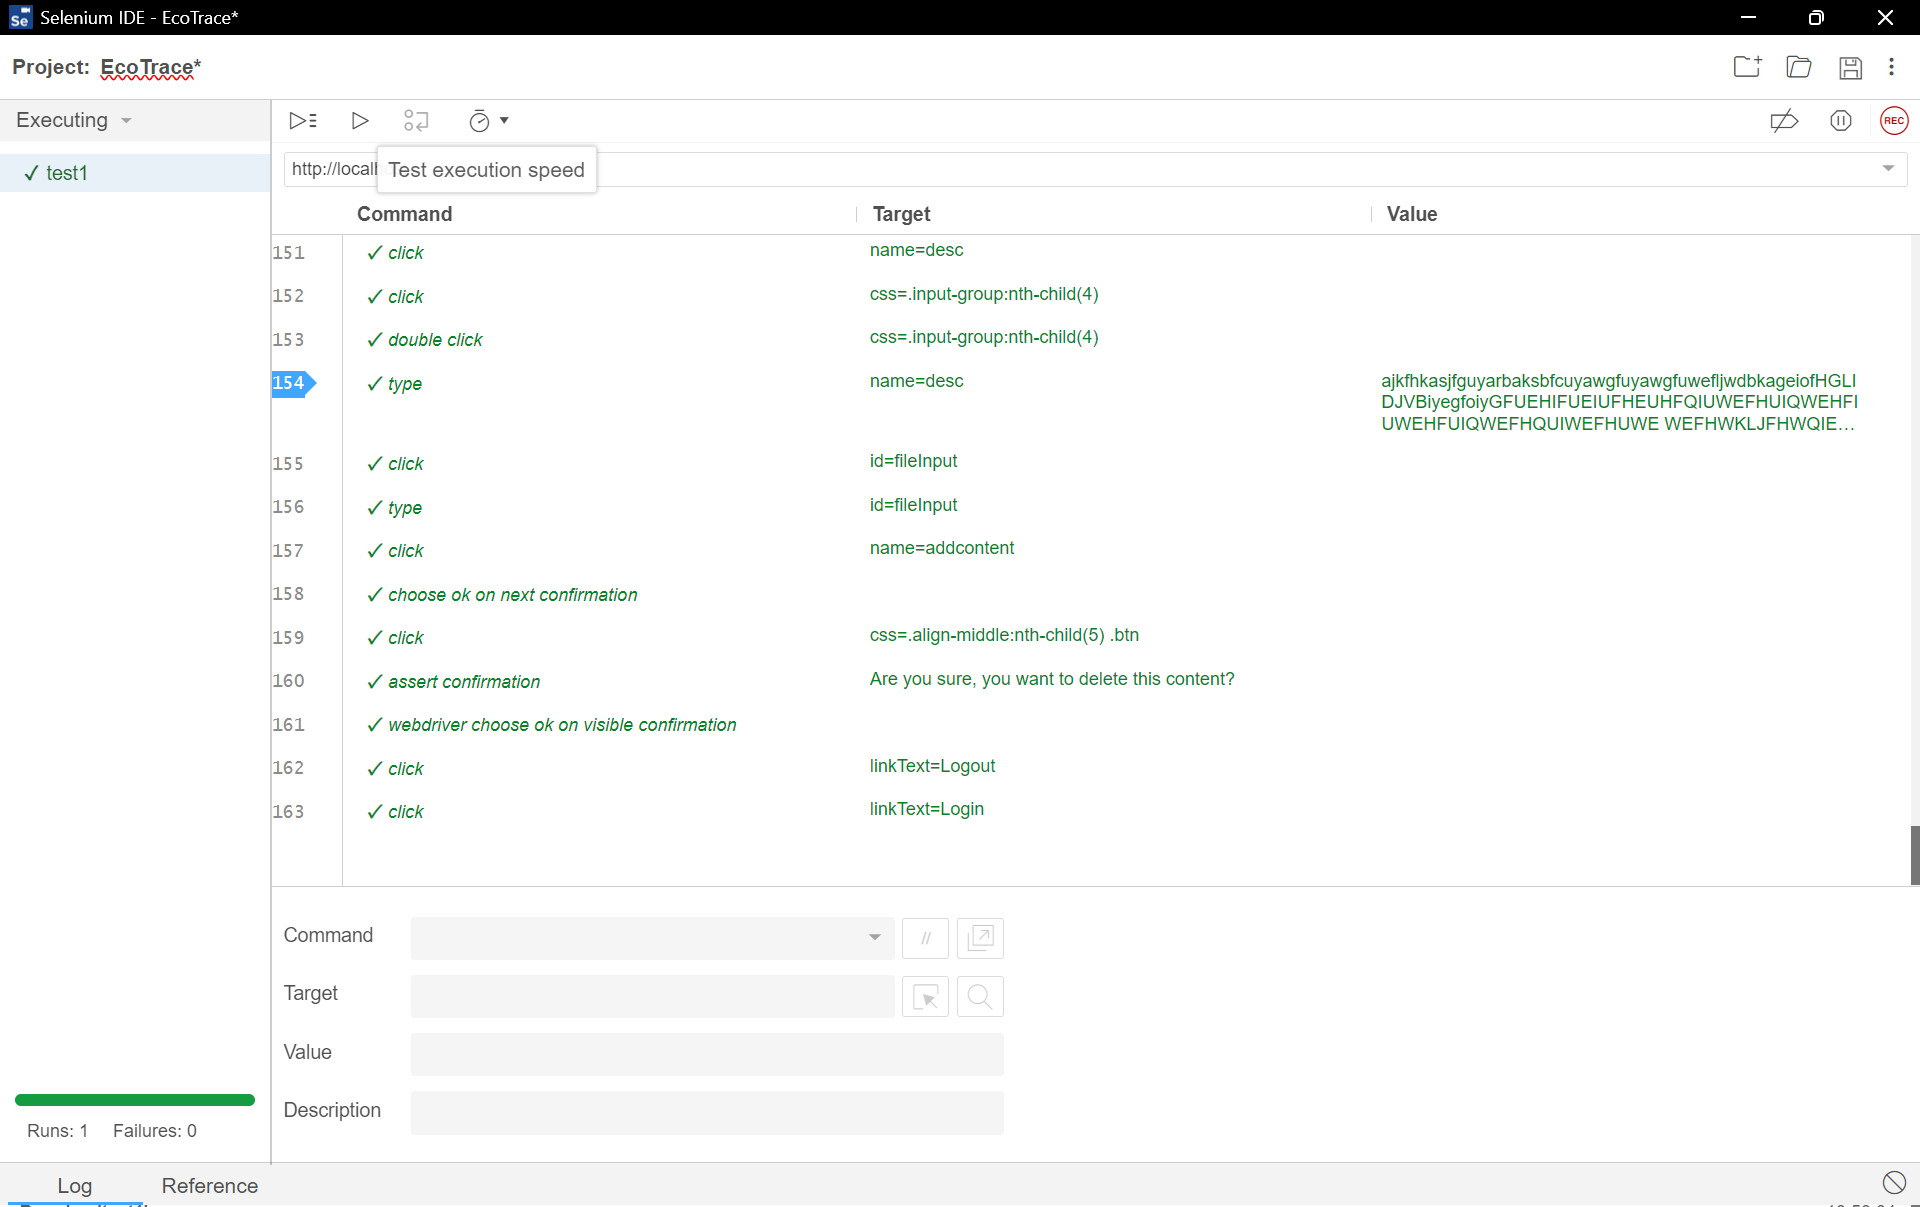 Selenium IDE - EcoTrace*
Project: EcoTrace*
Executing
✓ test1
REC
http://local
Test execution speed
Command Target Value
151 ✓ click name=desc
152 ✓ click css=.input-group:nth-child(4)
153 ✓ double click css=.input-group:nth-child(4)
154 ✓ type name=desc ajkfhkasjfguyarbaksbfcuyawgfuyawgfuwefljwdbkageiofHGLI
DJVBiyegfoiyGFUEHIFUEIUFHEUHFQIUWEFHUIQWEHFI
UWEHFUIQWEFHQUIWEFHUWE WEFHWKLJFHWQIE...
155 ✓ click id=fileInput
156 ✓ type id=fileInput
157 ✓ click name=addcontent
158 ✓ choose ok on next confirmation
159 ✓ click css=.align-middle:nth-child(5) .btn
160 ✓ assert confirmation Are you sure, you want to delete this content?
161 ✓ webdriver choose ok on visible confirmation
162 ✓ click linkText=Logout
163 ✓ click linkText=Login
Command //
Target
Value
Description
Runs: 1 Failures: 0
Log Reference